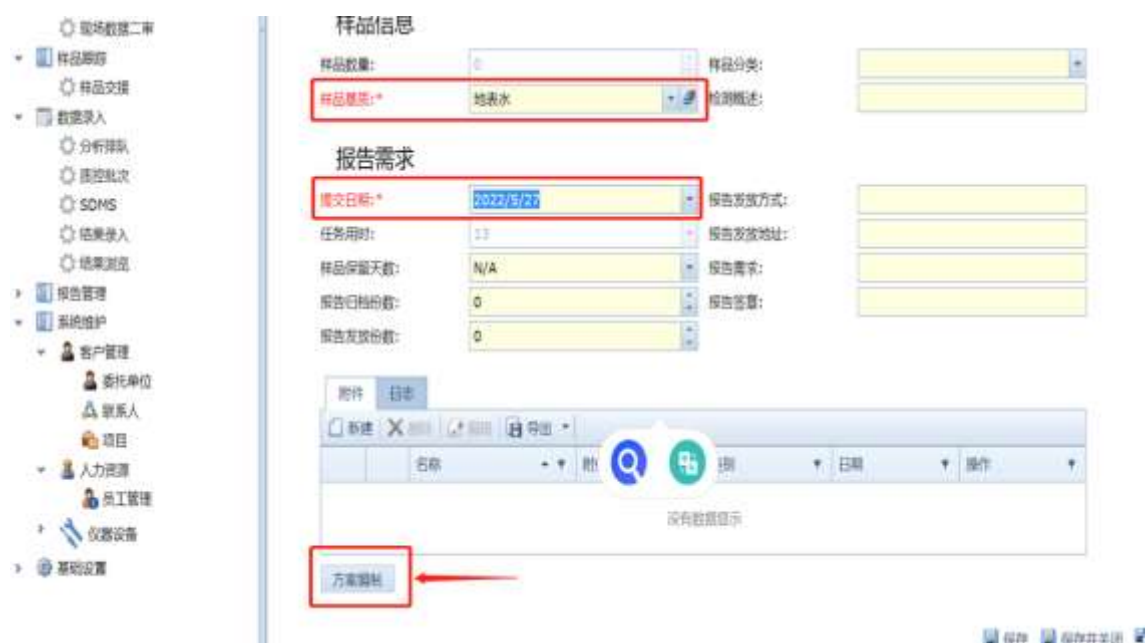 现场数据二审
样品跟踪
样品交接
数据录入
分析排队
质控批次
SDMS
结果录入
结果浏览
报告管理
系统维护
客户管理
委托单位
联系人
项目
人力资源
员工管理
仪器设备
基础设置
样品信息
样品数量: 0 样品分类:
样品基质:* 地表水 检测概述:
报告需求
提交日期:* 2022/5/27 报告发放方式:
任务用时: 13 报告发放地址:
样品保留天数: N/A 报告需求:
报告归档份数: 0 报告签章:
报告发放份数: 0
附件 日志
新建 删除 导出
名称 附 日期 操作
没有数据显示
方案编制
保存 保存并关闭